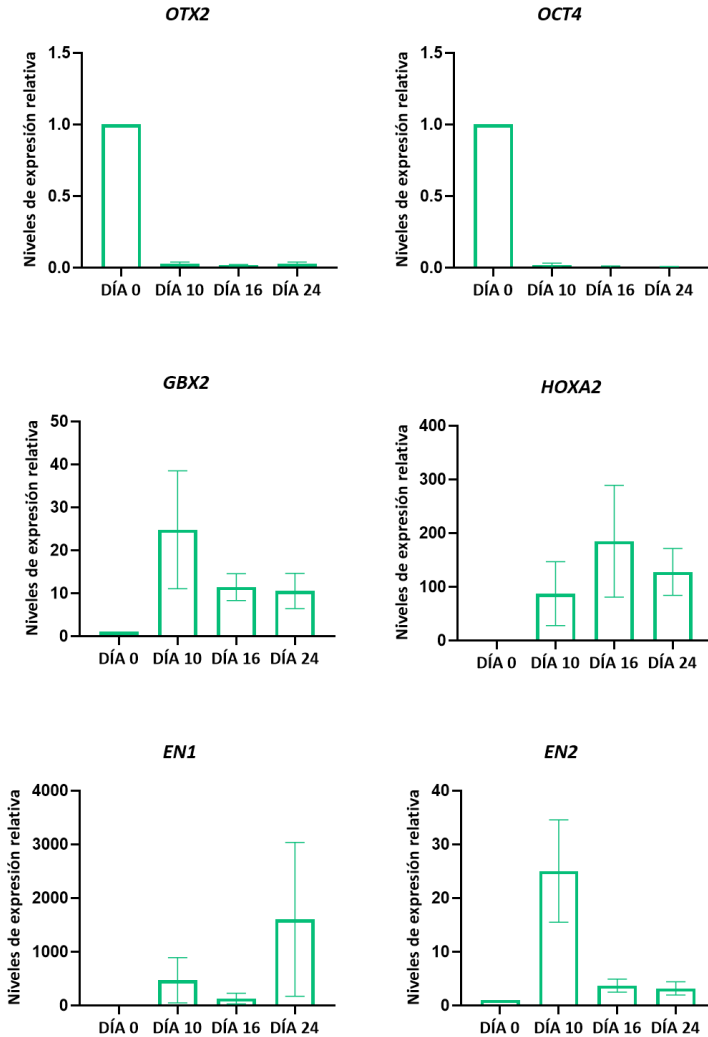 OTX2
Niveles de expresión relativa
1.5
1.0
0.5
0.0
DÍA 0 DÍA 10 DÍA 16 DÍA 24
OCT4
Niveles de expresión relativa
1.5
1.0
0.5
0.0
DÍA 0 DÍA 10 DÍA 16 DÍA 24
GBX2
Niveles de expresión relativa
50
40
30
20
10
0
DÍA 0 DÍA 10 DÍA 16 DÍA 24
HOXA2
Niveles de expresión relativa
400
300
200
100
0
DÍA 0 DÍA 10 DÍA 16 DÍA 24
EN1
Niveles de expresión relativa
4000
3000
2000
1000
0
DÍA 0 DÍA 10 DÍA 16 DÍA 24
EN2
Niveles de expresión relativa
40
30
20
10
0
DÍA 0 DÍA 10 DÍA 16 DÍA 24